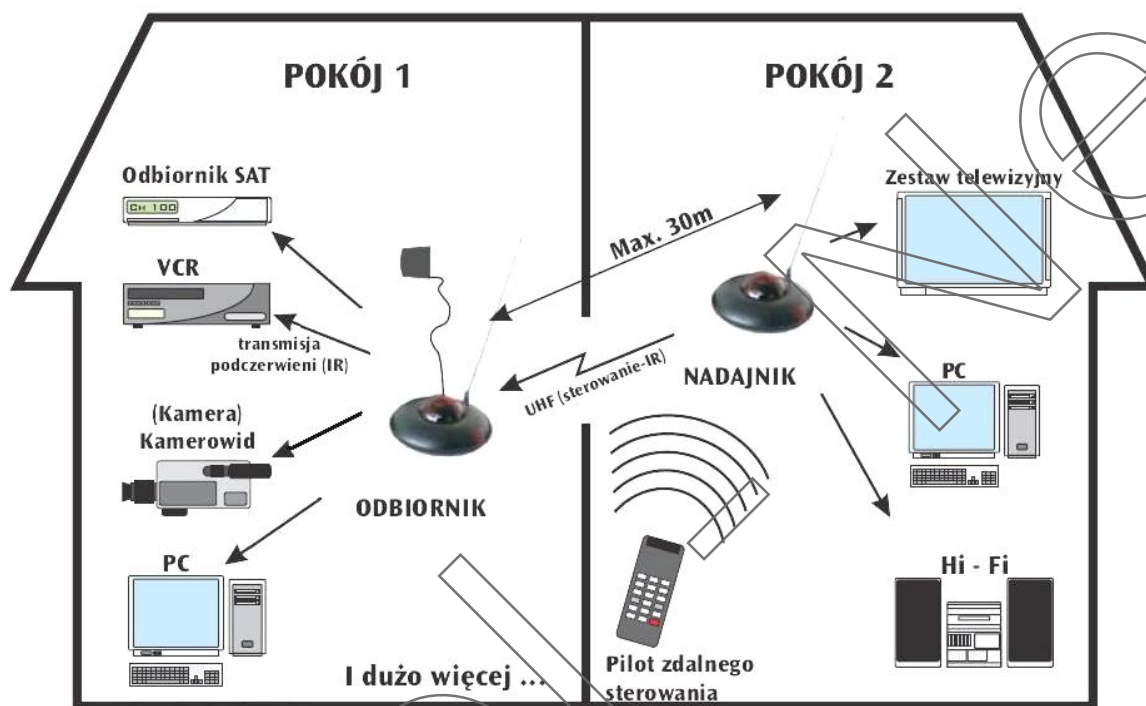 POKÓJ 1
POKÓJ 2
Odbiornik SAT
CH 100
VCR
transmisja
podczerwieni (IR)
(Kamera)
Kamerowid
PC
ODBIORNIK
I dużo więcej ...
Max. 30m
UHF (sterowanie-IR)
NADAJNIK
Zestaw telewizyjny
PC
Hi - Fi
Pilot zdalnego
sterowania